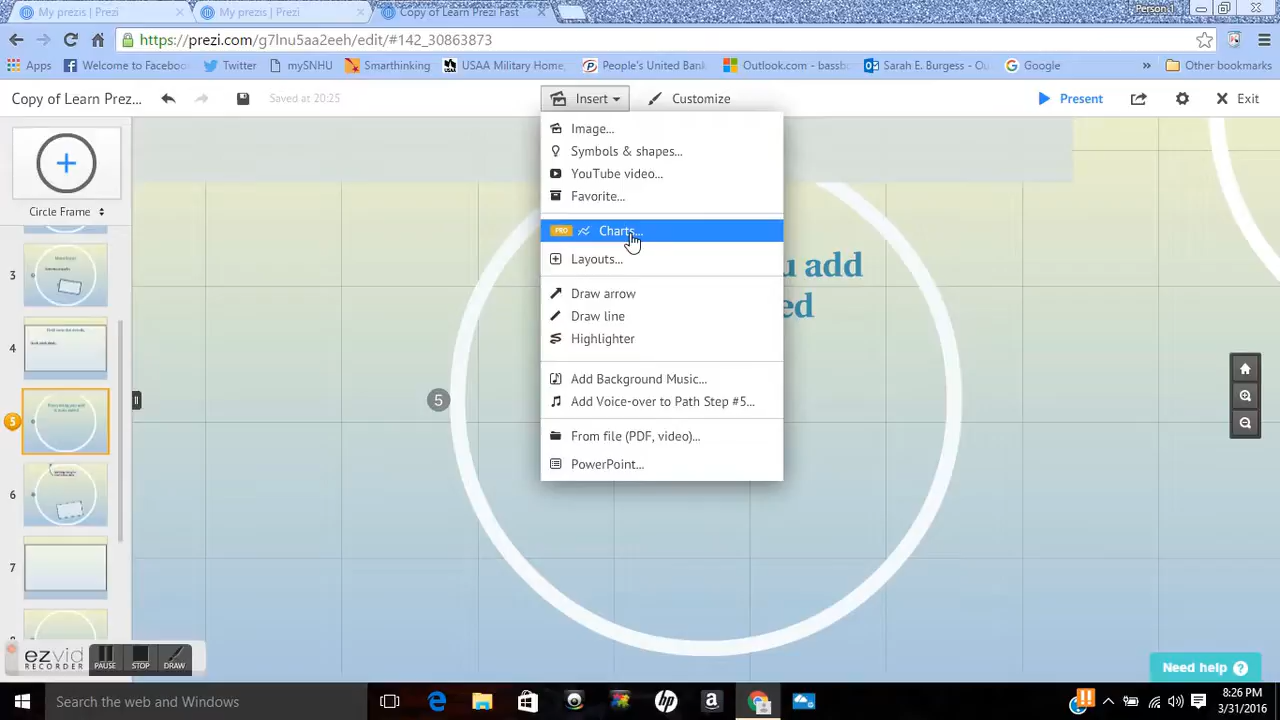 My prezis | Prezi
My prezis | Prezi
Copy of Learn Prezi Fast
Person 1
https://prezi.com/g7lnu5aa2eeh/edit/#142_30863873
Apps
Welcome to Faceboo
Twitter
mySNHU
Smarthinking
USAA Military Home,
People's United Bank
Outlook.com - bassb
Sarah E. Burgess - Ou
Google
»
Other bookmarks
Copy of Learn Prez...
Saved at 20:25
Insert
Customize
Present
Exit
Image...
Symbols & shapes...
YouTube video...
Favorite...
PRO Charts...
Layouts...
Draw arrow
Draw line
Highlighter
Add Background Music...
Add Voice-over to Path Step #5...
From file (PDF, video)...
PowerPoint...
Circle Frame
3
4
5
6
7
u add
ed
5
ezvid
RECORDER
PAUSE
STOP
DRAW
Need help ?
Search the web and Windows
8:26 PM
3/31/2016